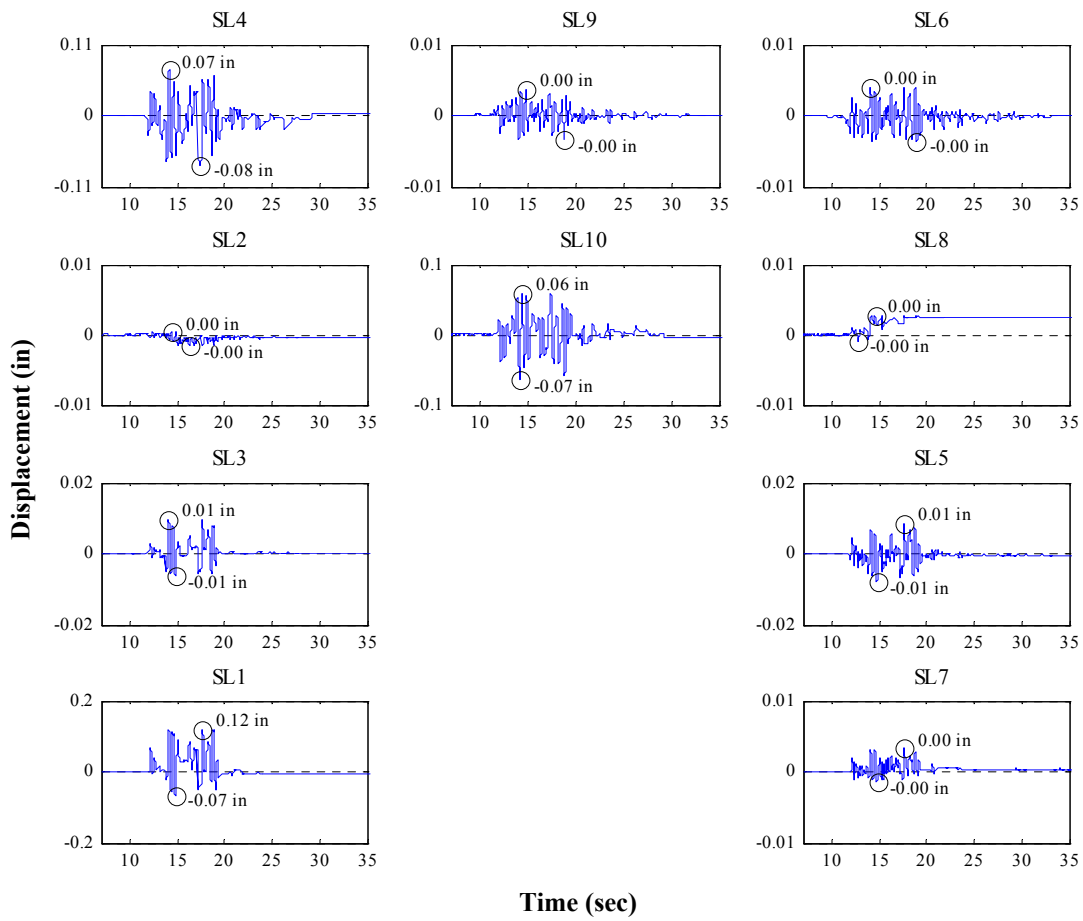 SL4
SL9
SL6
0.11
0
-0.11
0.07 in
-0.08 in
10 15 20 25 30 35
0.01
0
-0.01
0.00 in
-0.00 in
10 15 20 25 30 35
0.01
0
-0.01
0.00 in
-0.00 in
10 15 20 25 30 35
SL2
SL10
SL8
0.01
0
-0.01
0.00 in
-0.00 in
10 15 20 25 30 35
0.1
0
-0.1
0.06 in
-0.07 in
10 15 20 25 30 35
0.01
0
-0.01
0.00 in
-0.00 in
10 15 20 25 30 35
Displacement (in)
SL3
SL5
0.02
0
-0.02
0.01 in
-0.01 in
10 15 20 25 30 35
0.02
0
-0.02
0.01 in
-0.01 in
10 15 20 25 30 35
SL1
SL7
0.2
0
-0.2
0.12 in
-0.07 in
10 15 20 25 30 35
0.01
0
-0.01
0.00 in
-0.00 in
10 15 20 25 30 35
Time (sec)